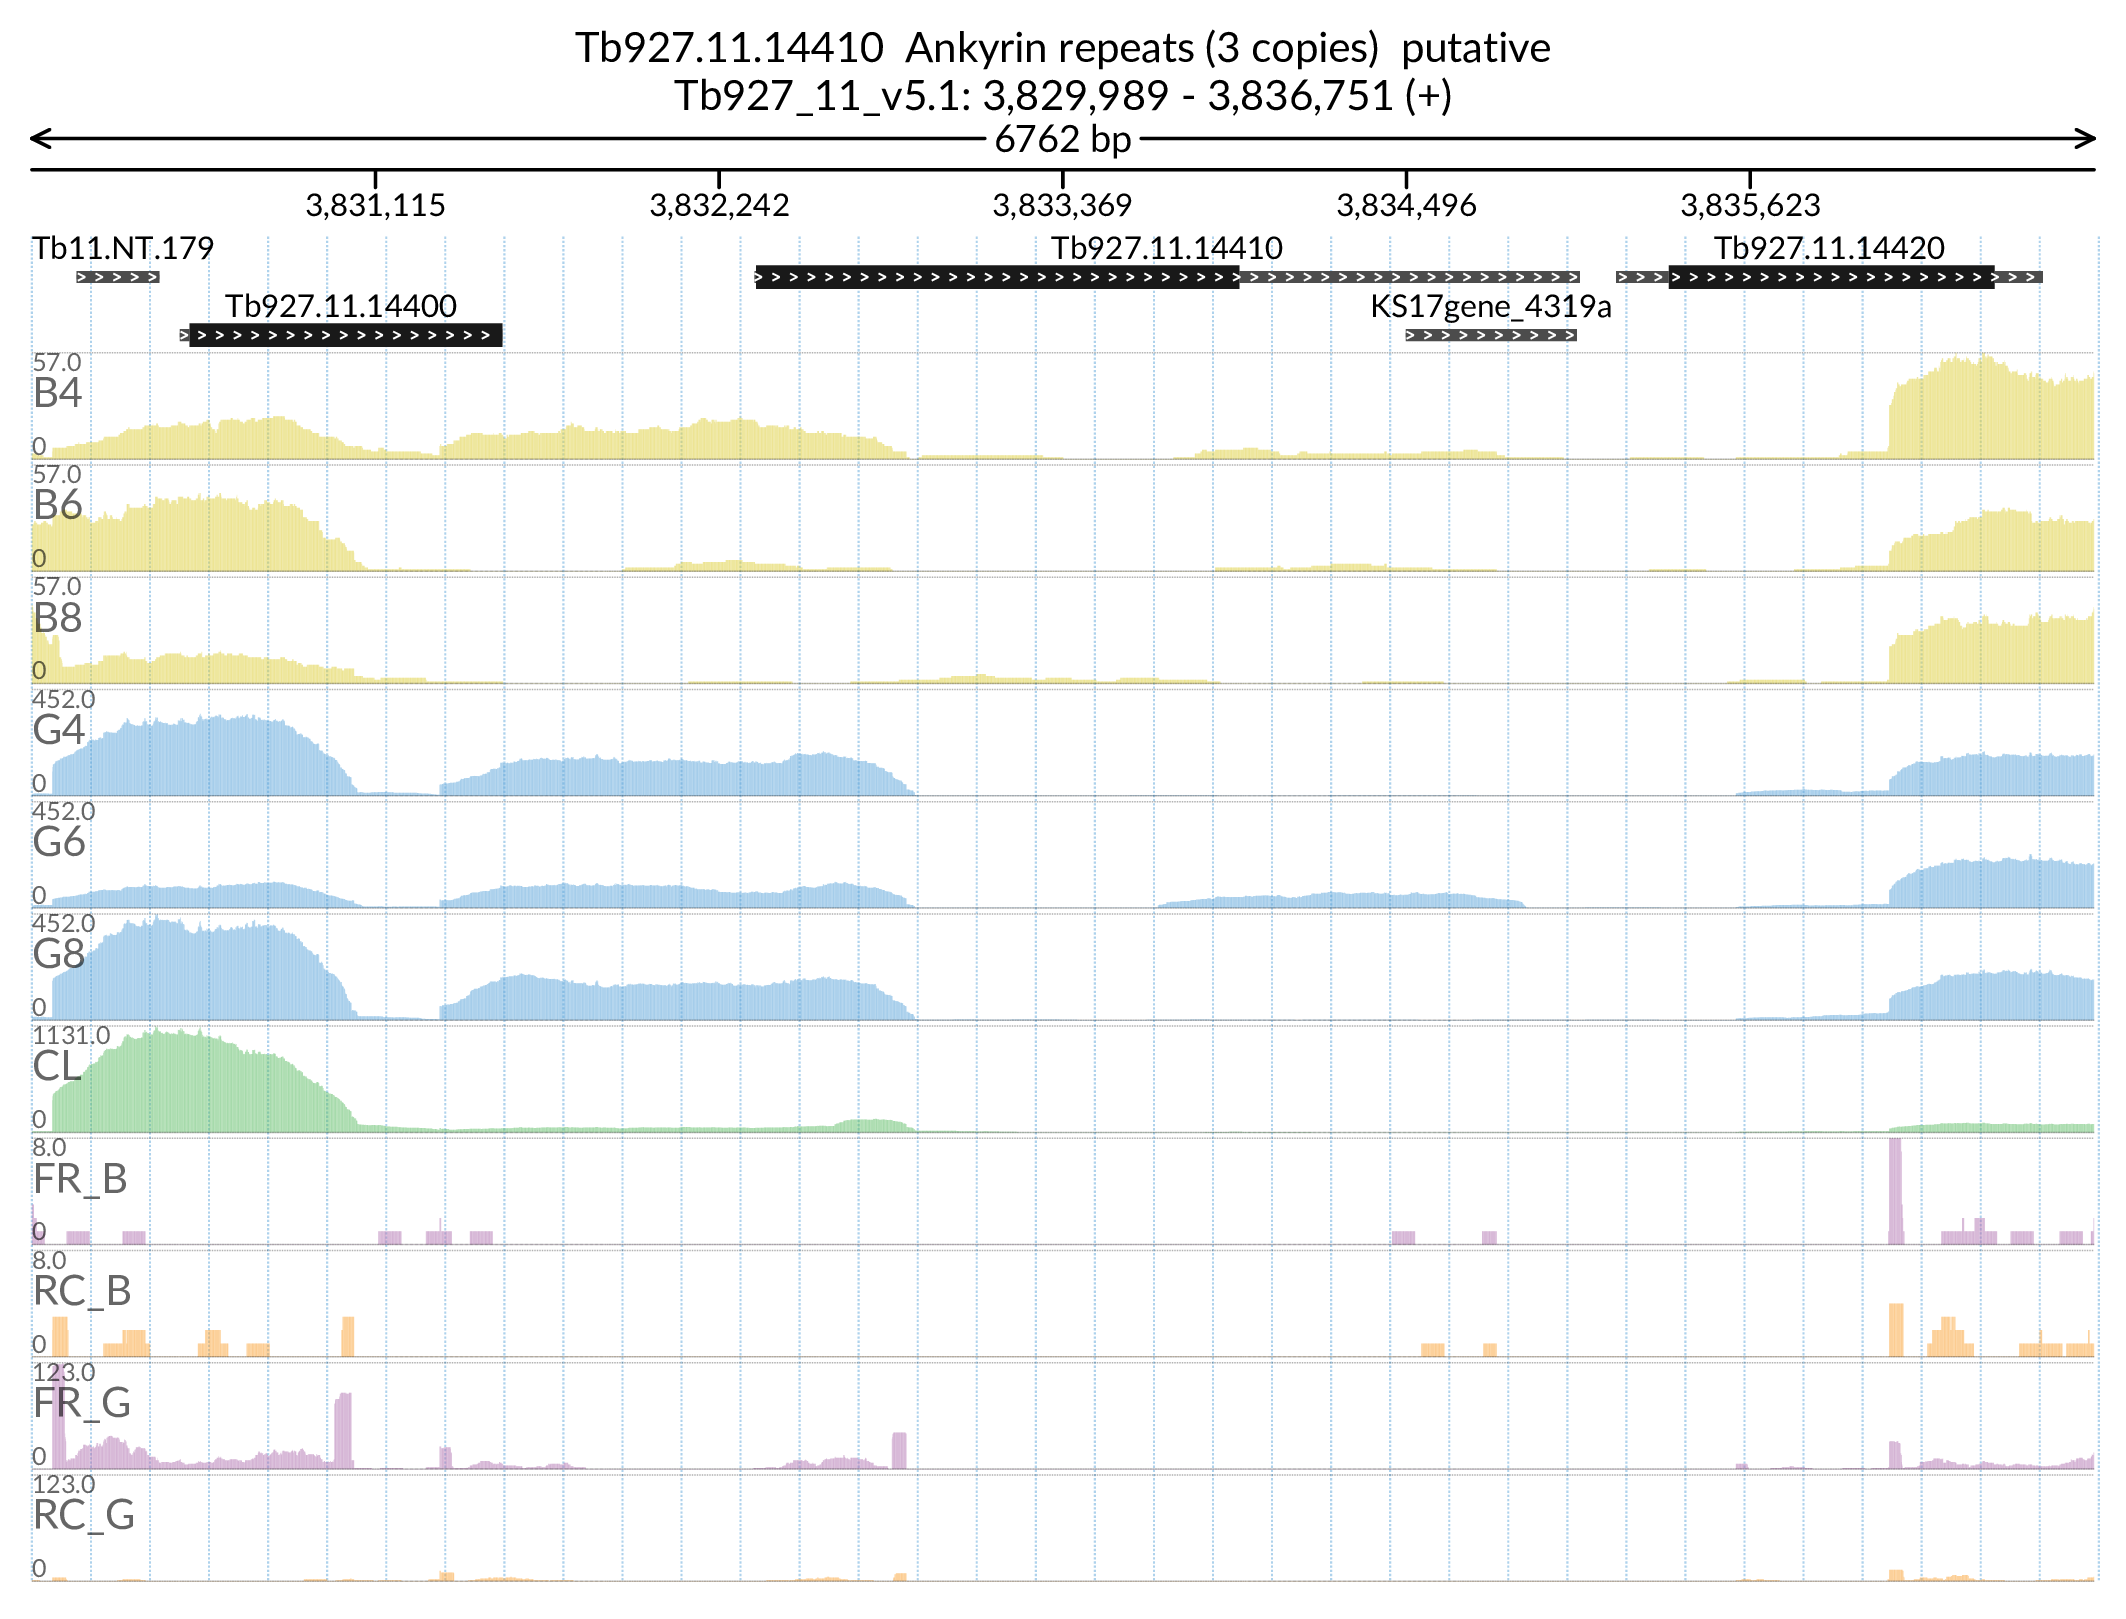 Tb927.11.14410 Ankyrin repeats (3 copies) putative
Tb927_11_v5.1: 3,829,989 - 3,836,751 (+)
6762 bp
3,831,115 3,832,242 3,833,369 3,834,496 3,835,623
Tb11.NT.179 Tb927.11.14410 Tb927.11.14420
Tb927.11.14400 KS17gene_4319a
57.0
B4
0
57.0
B6
0
57.0
B8
0
452.0
G4
0
452.0
G6
0
452.0
G8
0
1131.0
CL
0
8.0
FR_B
0
8.0
RC_B
0
123.0
FR_G
0
123.0
RC_G
0